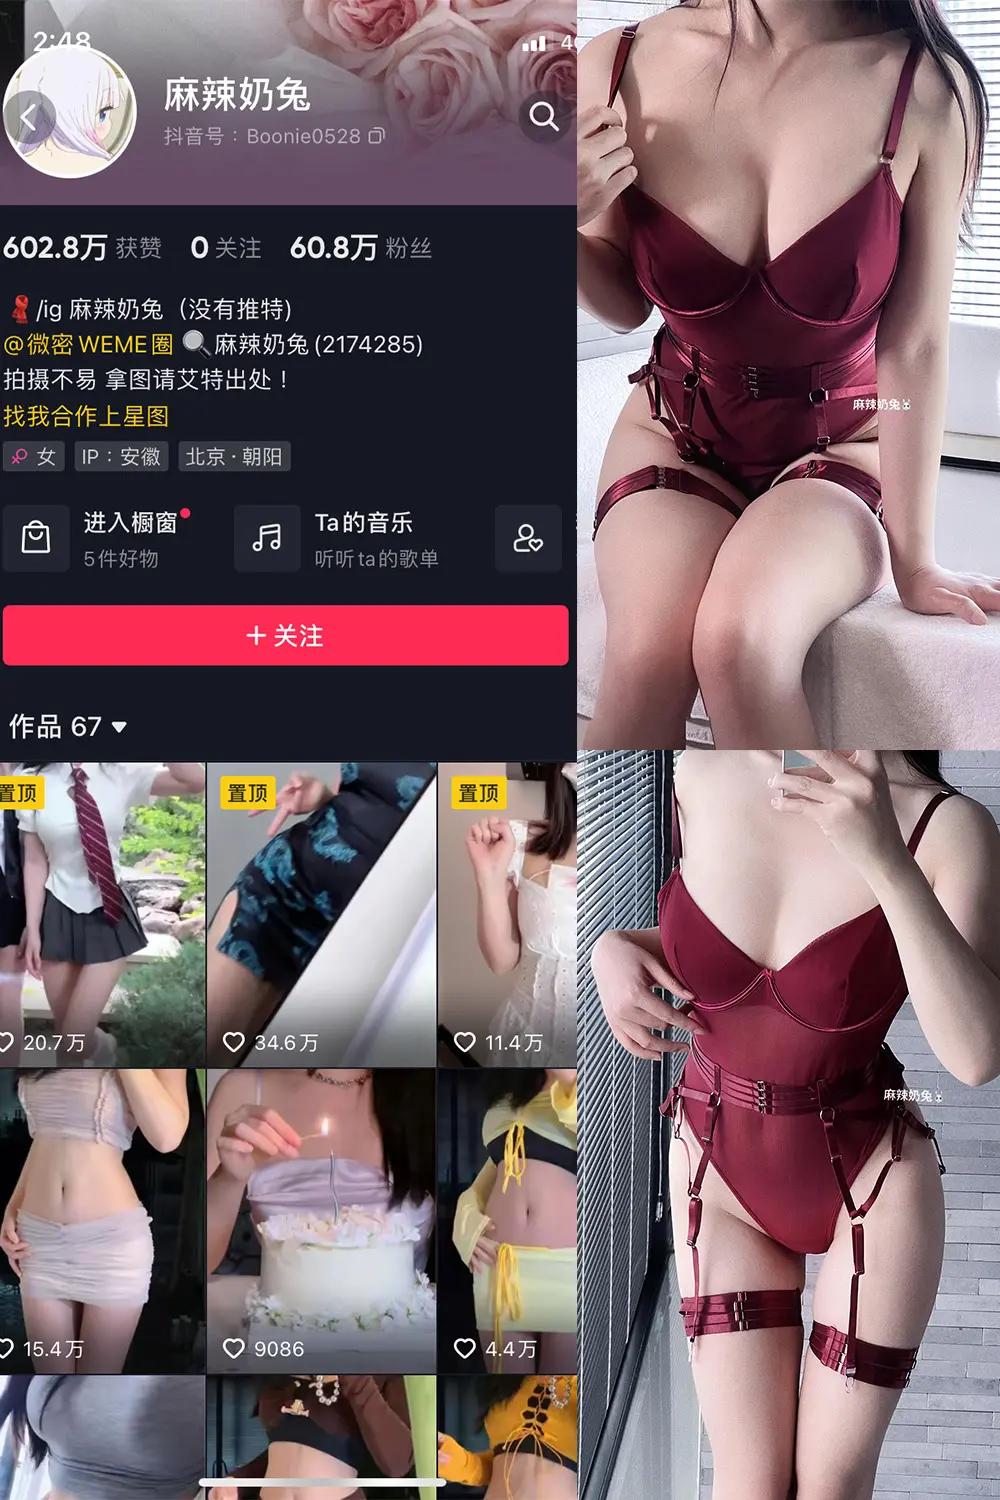 2:48
4G
麻辣奶兔
抖音号：Boonie0528
602.8万 获赞 0 关注 60.8万 粉丝
/ig 麻辣奶兔（没有推特)
@微密 WEME圈 🔍麻辣奶兔(2174285)
拍摄不易 拿图请艾特出处！
找我合作上星图
女 IP：安徽 北京·朝阳
进入橱窗
5件好物
Ta的音乐
听听ta的歌单
+ 关注
作品 67
置顶
置顶
置顶
20.7万
34.6万
11.4万
15.4万
9086
4.4万
麻辣奶兔
麻辣奶兔